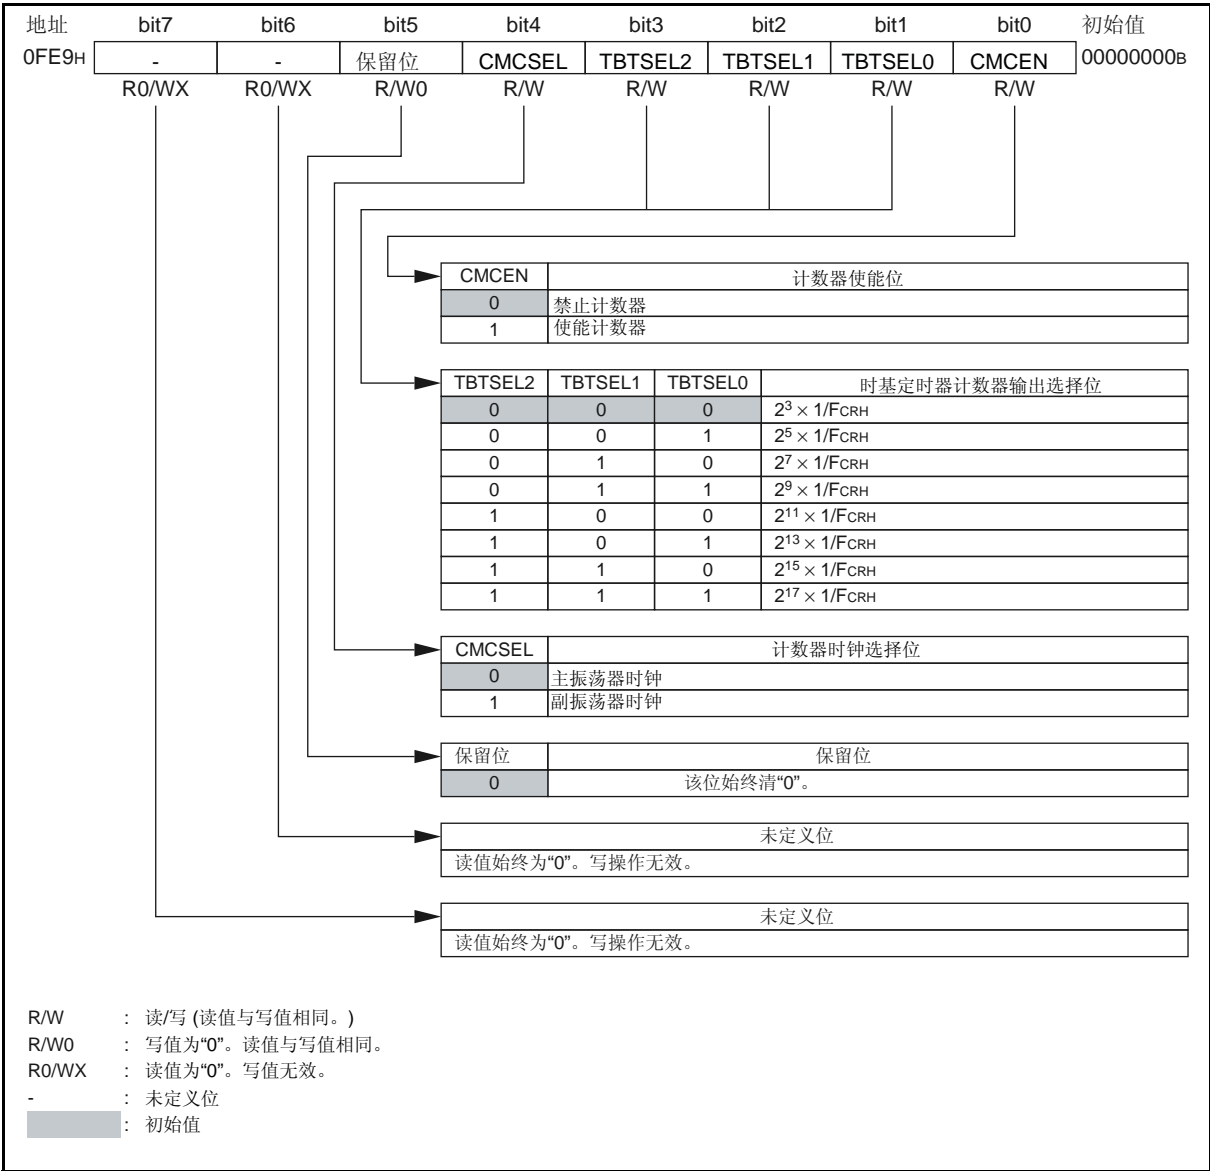 地址 bit7 bit6 bit5 bit4 bit3 bit2 bit1 bit0 初始值
0FE9H - - 保留位 CMCSEL TBTSEL2 TBTSEL1 TBTSEL0 CMCEN 00000000B
R0/WX R0/WX R/W0 R/W R/W R/W R/W R/W
CMCEN 计数器使能位
0 禁止计数器
1 使能计数器
TBTSEL2 TBTSEL1 TBTSEL0 时基定时器计数器输出选择位
0 0 0 2³ × 1/FCRH
0 0 1 2⁵ × 1/FCRH
0 1 0 2⁷ × 1/FCRH
0 1 1 2⁹ × 1/FCRH
1 0 0 2¹¹ × 1/FCRH
1 0 1 2¹³ × 1/FCRH
1 1 0 2¹⁵ × 1/FCRH
1 1 1 2¹⁷ × 1/FCRH
CMCSEL 计数器时钟选择位
0 主振荡器时钟
1 副振荡器时钟
保留位 保留位
0 该位始终清“0”。
未定义位
读值始终为“0”。写操作无效。
未定义位
读值始终为“0”。写操作无效。
R/W : 读/写 (读值与写值相同。)
R/W0 : 写值为“0”。读值与写值相同。
R0/WX : 读值为“0”。写值无效。
- : 未定义位
: 初始值